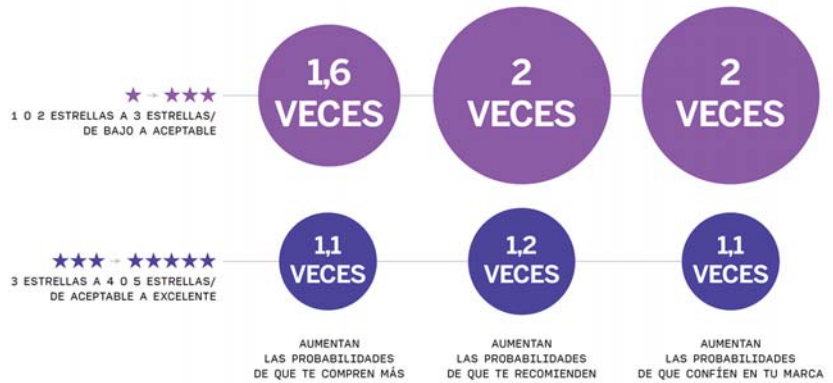 1,6
VECES
2
VECES
2
VECES
1 O 2 ESTRELLAS A 3 ESTRELLAS/
DE BAJO A ACEPTABLE
1,1
VECES
1,2
VECES
1,1
VECES
3 ESTRELLAS A 4 O 5 ESTRELLAS/
DE ACEPTABLE A EXCELENTE
AUMENTAN
LAS PROBABILIDADES
DE QUE TE COMPREN MÁS
AUMENTAN
LAS PROBABILIDADES
DE QUE TE RECOMIENDEN
AUMENTAN
LAS PROBABILIDADES
DE QUE CONFÍEN EN TU MARCA